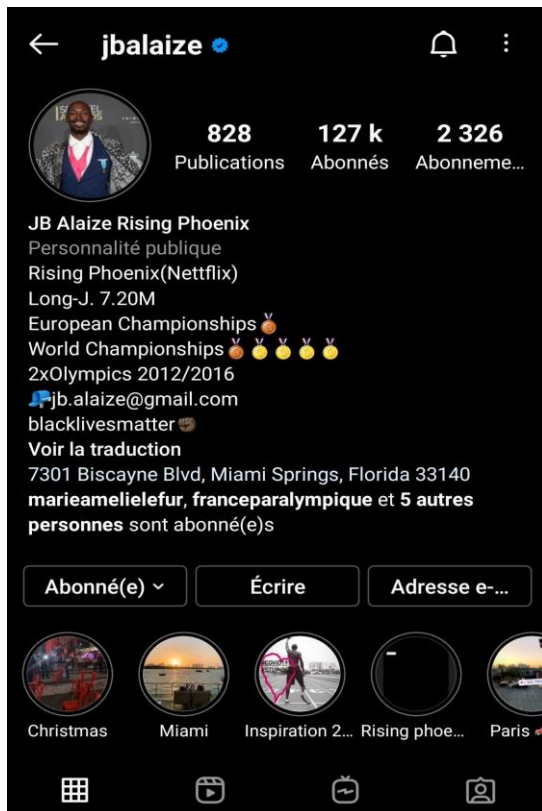 jbalaize
828
127 k
2 326
Publications
Abonnés
Abonneme...
JB Alaize Rising Phoenix
Personnalité publique
Rising Phoenix(Nettflix)
Long-J. 7.20M
European Championships🥉
World Championships🥉🥇🥇🥇🥇
2xOlympics 2012/2016
📭jb.alaize@gmail.com
blacklivesmatter✊🏿
Voir la traduction
7301 Biscayne Blvd, Miami Springs, Florida 33140
marieamelielefur, franceparalympique et 5 autres
personnes sont abonné(e)s
Abonné(e)
Écrire
Adresse e-...
Christmas
Miami
Inspiration 2...
Rising phoe...
Paris